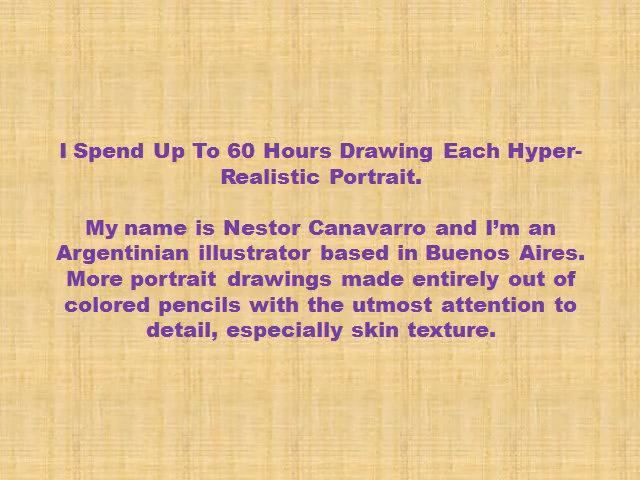 I Spend Up To 60 Hours Drawing Each Hyper-
Realistic Portrait.
My name is Nestor Canavarro and I’m an
Argentinian illustrator based in Buenos Aires.
More portrait drawings made entirely out of
colored pencils with the utmost attention to
detail, especially skin texture.